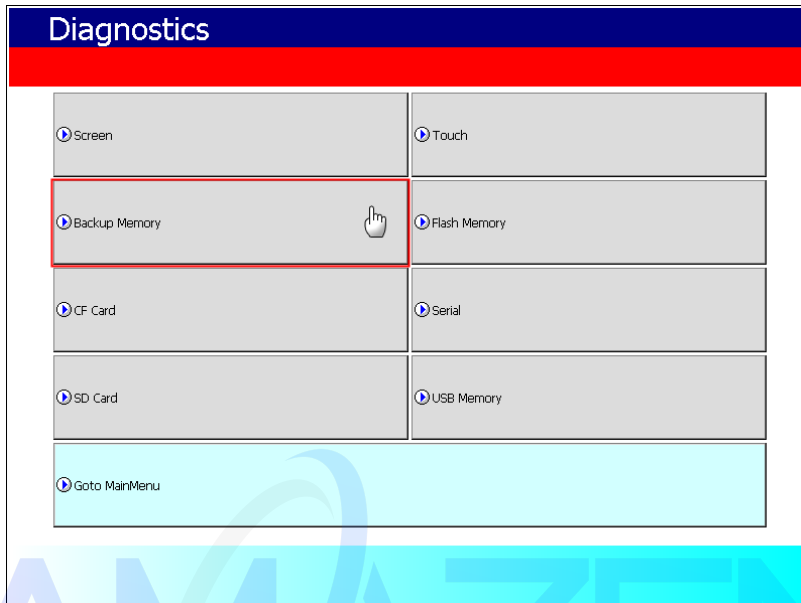 Diagnostics
Screen
Touch
Backup Memory
Flash Memory
CF Card
Serial
SD Card
USB Memory
Goto MainMenu